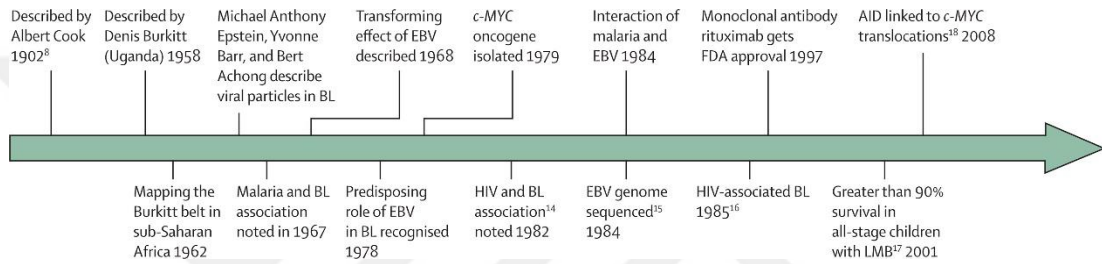 Described by
Albert Cook
1902⁸
Described by
Denis Burkitt
(Uganda) 1958
Michael Anthony
Epstein, Yvonne
Barr, and Bert
Achong describe
viral particles in BL
Transforming
effect of EBV
described 1968
c-MYC
oncogene
isolated 1979
Interaction of
malaria and
EBV 1984
Monoclonal antibody
rituximab gets
FDA approval 1997
AID linked to c-MYC
translocations¹⁸ 2008
Mapping the
Burkitt belt in
sub-Saharan
Africa 1962
Malaria and BL
association
noted in 1967
Predisposing
role of EBV
in BL recognised
1978
HIV and BL
association¹⁴
noted 1982
EBV genome
sequenced¹⁵
1984
HIV-associated BL
1985¹⁶
Greater than 90%
survival in
all-stage children
with LMB¹⁷ 2001